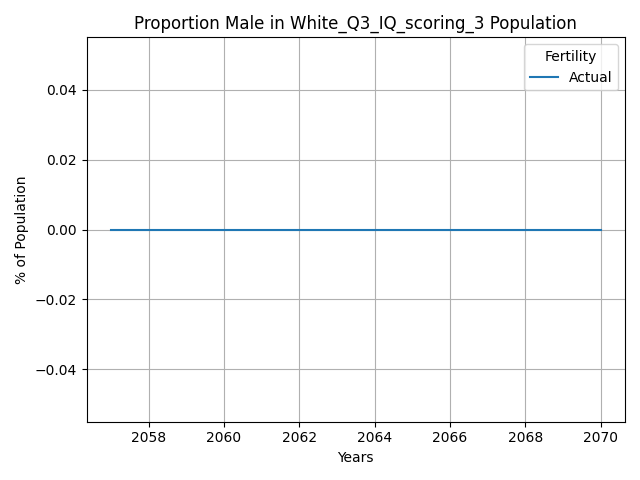 Proportion Male in White_Q3_IQ_scoring_3 Population
Fertility
Actual
0.04
0.02
0.00
−0.02
−0.04
% of Population
2058 2060 2062 2064 2066 2068 2070
Years